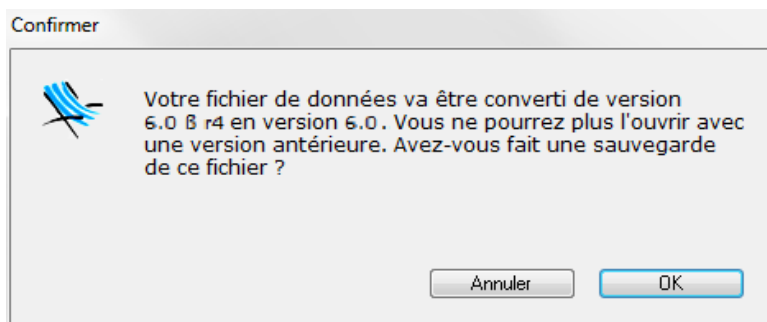 Confirmer
Votre fichier de données va être converti de version
6.0 ß r4 en version 6.0. Vous ne pourrez plus l'ouvrir avec
une version antérieure. Avez-vous fait une sauvegarde
de ce fichier ?
Annuler
OK